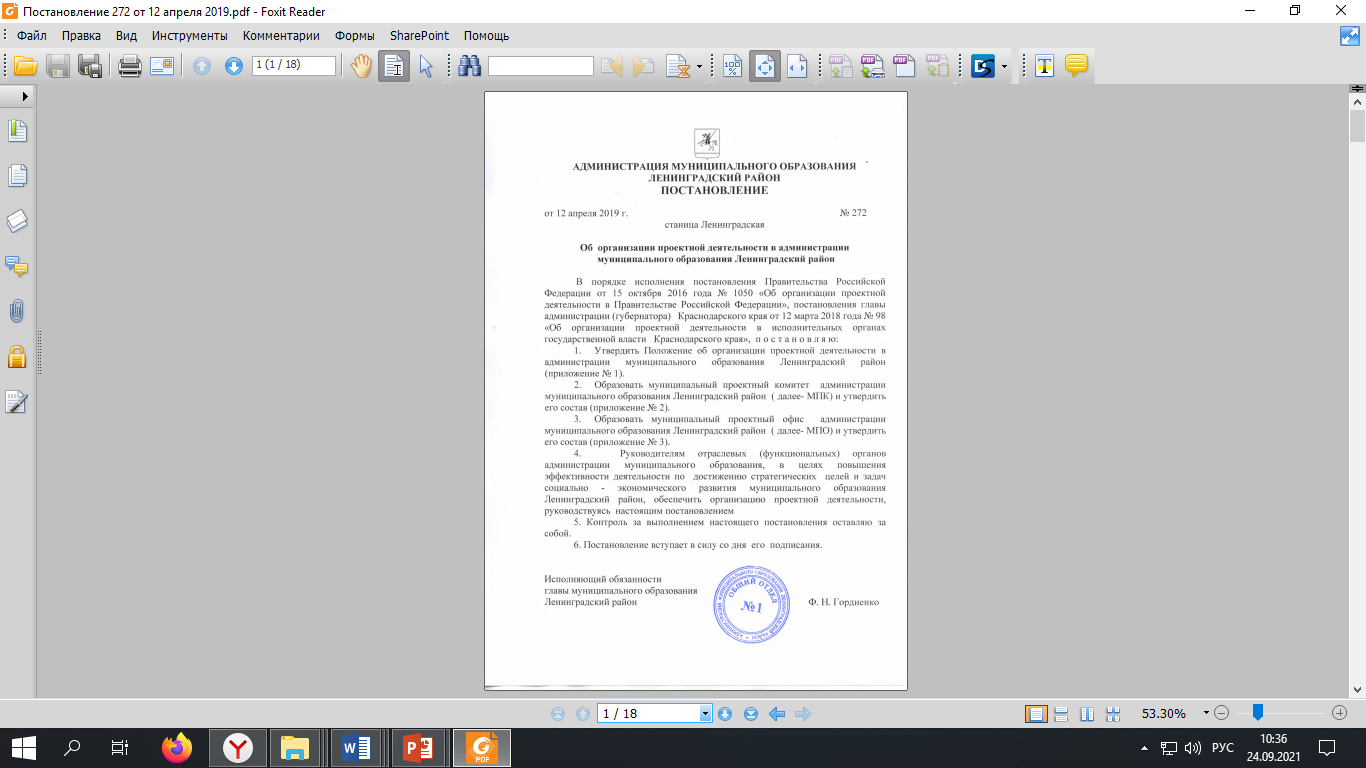 Постановление 272 от 12 апреля 2019.pdf - Foxit Reader
Файл Правка Вид Инструменты Комментарии Формы SharePoint Помощь
1 (1 / 18)
АДМИНИСТРАЦИЯ МУНИЦИПАЛЬНОГО ОБРАЗОВАНИЯ
ЛЕНИНГРАДСКИЙ РАЙОН
ПОСТАНОВЛЕНИЕ
от 12 апреля 2019 г. № 272
станица Ленинградская
Об организации проектной деятельности в администрации
муниципального образования Ленинградский район
В порядке исполнения постановления Правительства Российской
Федерации от 15 октября 2016 года № 1050 «Об организации проектной
деятельности в Правительстве Российской Федерации», постановления главы
администрации (губернатора) Краснодарского края от 12 марта 2018 года № 98
«Об организации проектной деятельности в исполнительных органах
государственной власти Краснодарского края», п о с т а н о в л я ю:
1. Утвердить Положение об организации проектной деятельности в
администрации муниципального образования Ленинградский район
(приложение № 1).
2. Образовать муниципальный проектный комитет администрации
муниципального образования Ленинградский район ( далее- МПК) и утвердить
его состав (приложение № 2).
3. Образовать муниципальный проектный офис администрации
муниципального образования Ленинградский район ( далее- МПО) и утвердить
его состав (приложение № 3).
4. Руководителям отраслевых (функциональных) органов
администрации муниципального образования, в целях повышения
эффективности деятельности по достижению стратегических целей и задач
социально - экономического развития муниципального образования
Ленинградский район, обеспечить организацию проектной деятельности,
руководствуясь настоящим постановлением
5. Контроль за выполнением настоящего постановления оставляю за
собой.
6. Постановление вступает в силу со дня его подписания.
Исполняющий обязанности
главы муниципального образования
Ленинградский район Ф. Н. Гордиенко
ОБЩИЙ ОТДЕЛ
№1
1 / 18
53.30%
РУС
10:36
24.09.2021